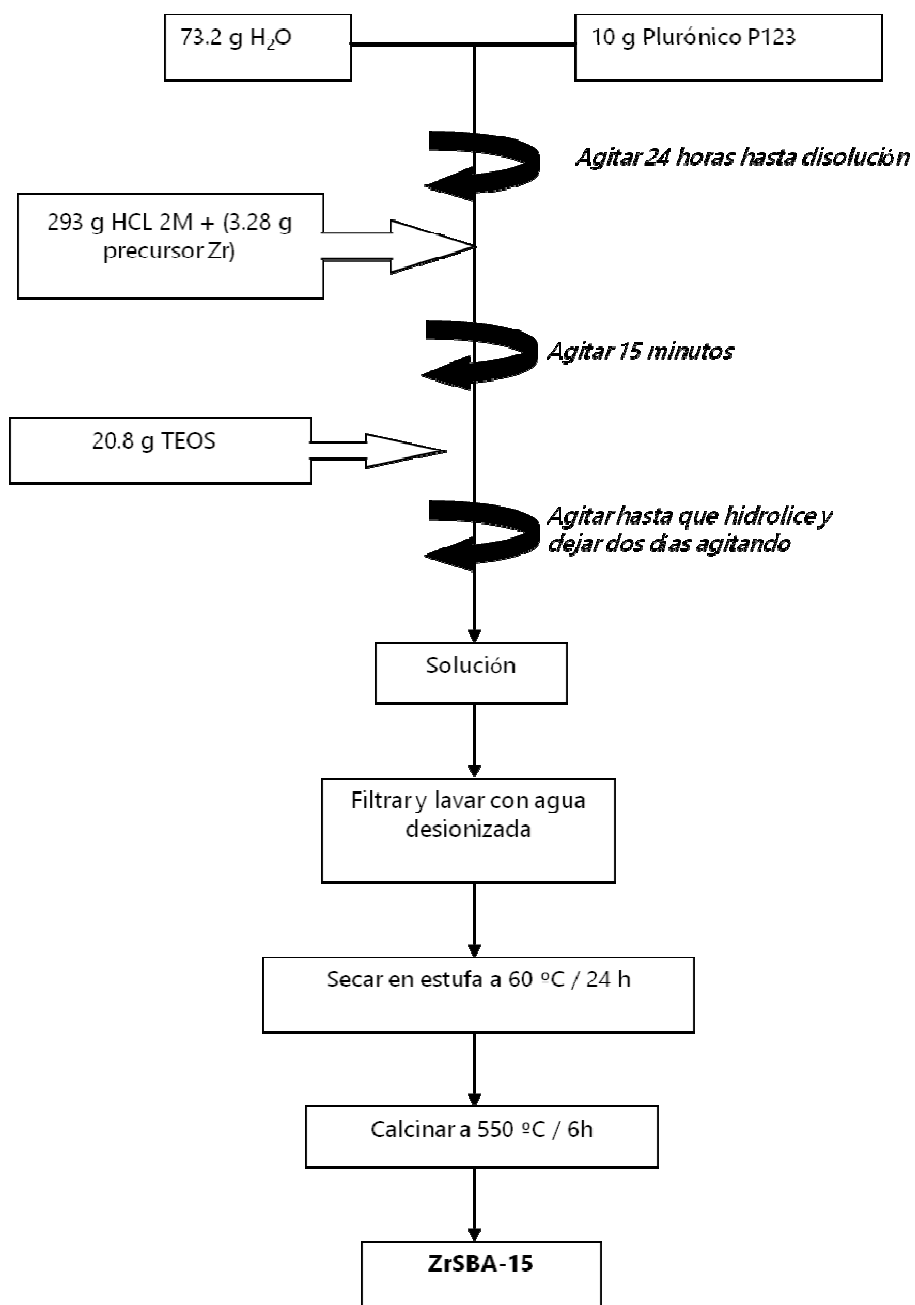 73.2 g H₂O
10 g Plurónico P123
Agitar 24 horas hasta disolución
293 g HCL 2M + (3.28 g
precursor Zr)
Agitar 15 minutos
20.8 g TEOS
Agitar hasta que hidrolice y
dejar dos días agitando
Solución
Filtrar y lavar con agua
desionizada
Secar en estufa a 60 ºC / 24 h
Calcinar a 550 ºC / 6h
ZrSBA-15